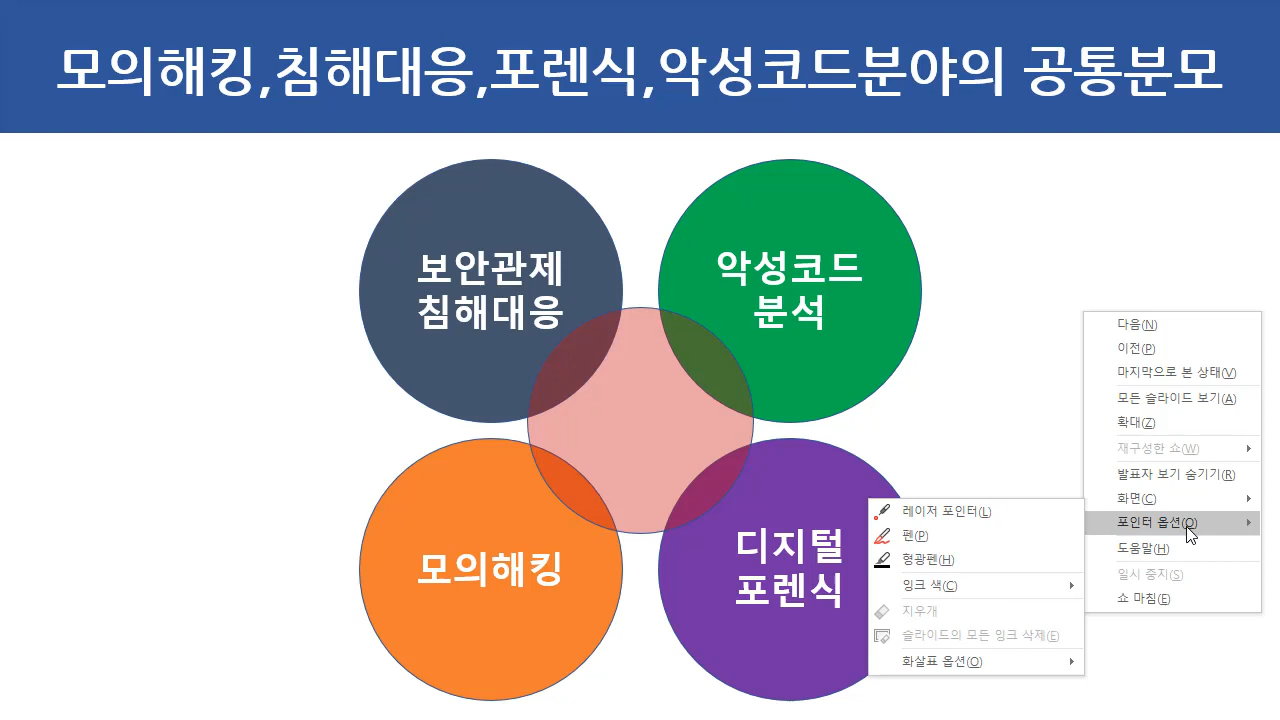 모의해킹,침해대응,포렌식,악성코드분야의 공통분모
보안관제
침해대응
악성코드
분석
모의해킹
디지털
포렌식
다음(N)
이전(P)
마지막으로 본 상태(V)
모든 슬라이드 보기(A)
확대(Z)
재구성한 쇼(W)
발표자 보기 숨기기(R)
화면(C)
포인터 옵션(O)
도움말(H)
일시 중지(S)
쇼 마침(E)
레이저 포인터(L)
펜(P)
형광펜(H)
잉크 색(C)
지우개
슬라이드의 모든 잉크 삭제(E)
화살표 옵션(O)